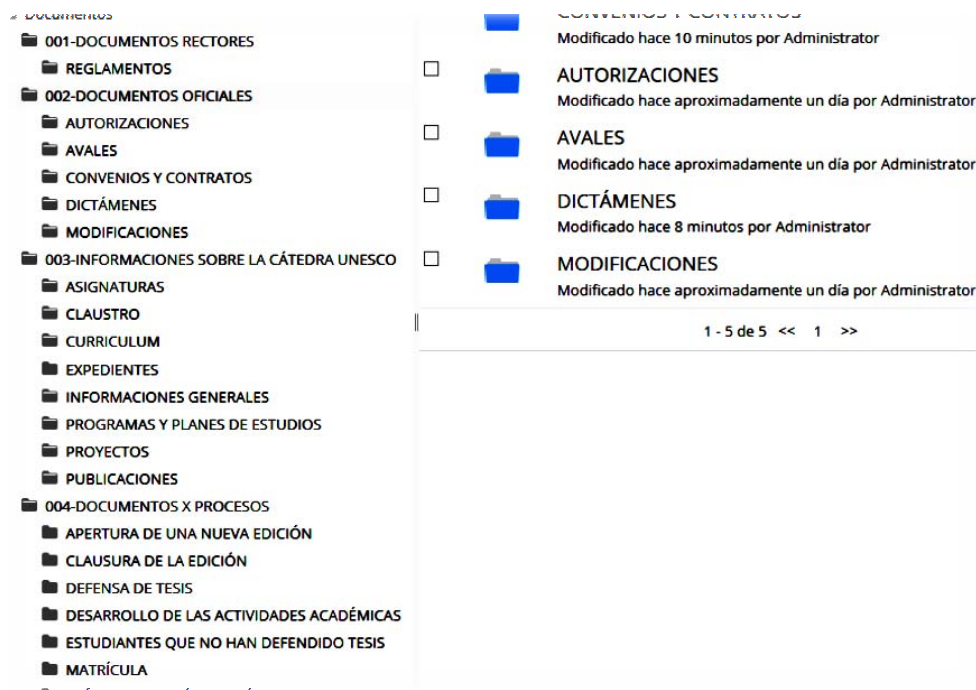 Documentos
001-DOCUMENTOS RECTORES
REGLAMENTOS
002-DOCUMENTOS OFICIALES
AUTORIZACIONES
AVALES
CONVENIOS Y CONTRATOS
DICTÁMENES
MODIFICACIONES
003-INFORMACIONES SOBRE LA CÁTEDRA UNESCO
ASIGNATURAS
CLAUSTRO
CURRICULUM
EXPEDIENTES
INFORMACIONES GENERALES
PROGRAMAS Y PLANES DE ESTUDIOS
PROYECTOS
PUBLICACIONES
004-DOCUMENTOS X PROCESOS
APERTURA DE UNA NUEVA EDICIÓN
CLAUSURA DE LA EDICIÓN
DEFENSA DE TESIS
DESARROLLO DE LAS ACTIVIDADES ACADÉMICAS
ESTUDIANTES QUE NO HAN DEFENDIDO TESIS
MATRÍCULA
CONVENIOS Y CONTRATOS
Modificado hace 10 minutos por Administrator
AUTORIZACIONES
Modificado hace aproximadamente un día por Administrator
AVALES
Modificado hace aproximadamente un día por Administrator
DICTÁMENES
Modificado hace 8 minutos por Administrator
MODIFICACIONES
Modificado hace aproximadamente un día por Administrator
1 - 5 de 5 << 1 >>